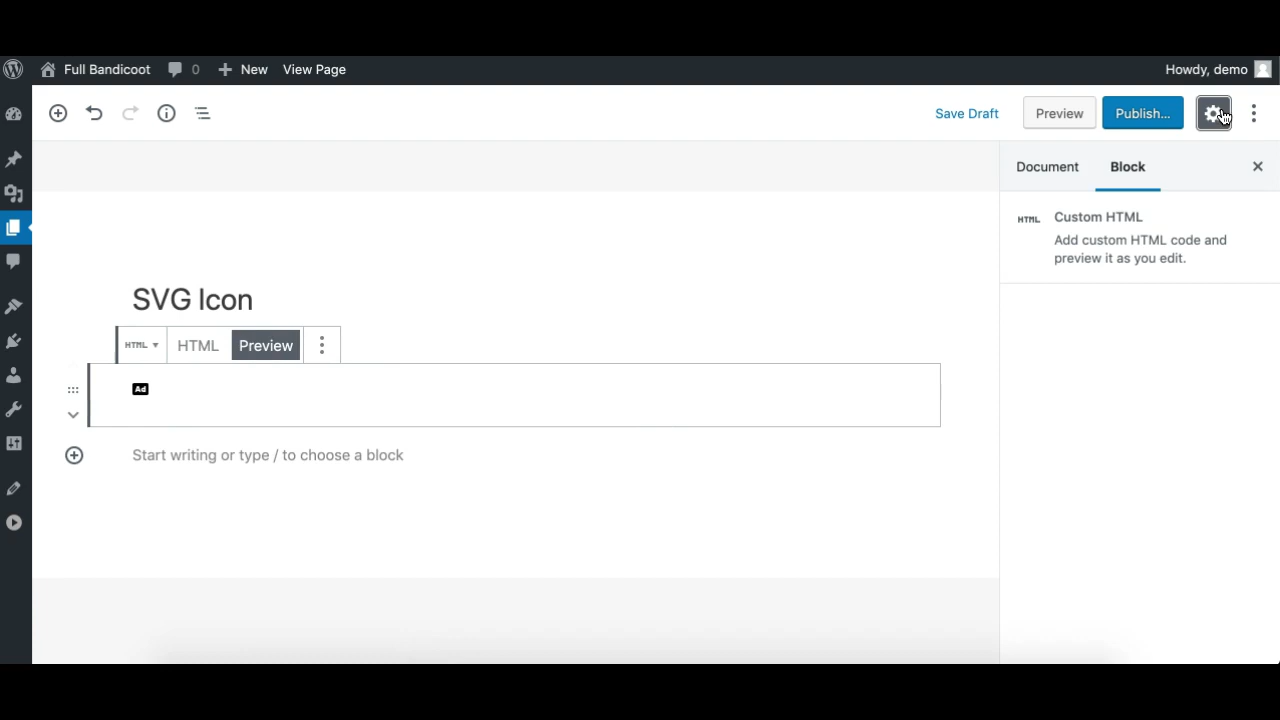 Full Bandicoot 0 New View Page Howdy, demo
Save Draft Preview Publish...
Document Block
HTML Custom HTML
Add custom HTML code and
preview it as you edit.
SVG Icon
HTML HTML Preview
Ad
Start writing or type / to choose a block